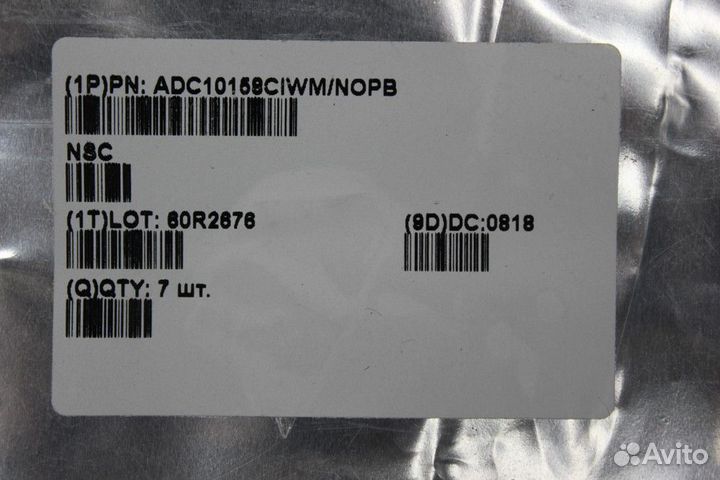 (1P)PN: ADC10158CIWM/NOPB
NSC
(1T)LOT: 60R2676
(9D)DC:0818
(Q)QTY: 7 шт.
Avito